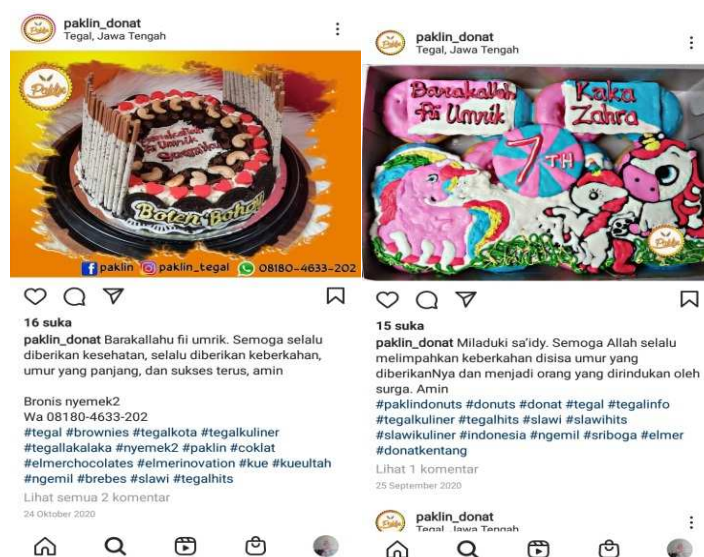 paklin_donat
Tegal, Jawa Tengah
Paklin
Barakallah
fii Umrik
Boten Bohay
paklin paklin_tegal 08180-4633-202
16 suka
paklin_donat Barakallahu fii umrik. Semoga selalu
diberikan kesehatan, selalu diberikan keberkahan,
umur yang panjang, dan sukses terus, amin
Bronis nyemek2
Wa 08180-4633-202
#tegal #brownies #tegalkota #tegalkuliner
#tegallakalaka #nyemek2 #paklin #coklat
#elmerchocolates #elmerinovation #kue #kueultah
#ngemil #brebes #slawi #tegalhits
Lihat semua 2 komentar
24 Oktober 2020
paklin_donat
Tegal, Jawa Tengah
Barakallah
fii Umrik
Kaka
Zahra
7TH
Paklin
15 suka
paklin_donat Miladuki sa'idy. Semoga Allah selalu
melimpahkan keberkahan disisa umur yang
diberikanNya dan menjadi orang yang dirindukan oleh
surga. Amin
#paklindonuts #donuts #donat #tegal #tegalinfo
#tegalkuliner #tegalhits #slawi #slawihits
#slawikuliner #indonesia #ngemil #sriboga #elmer
#donatkentang
Lihat 1 komentar
25 September 2020
paklin_donat
Tegal, Jawa Tengah